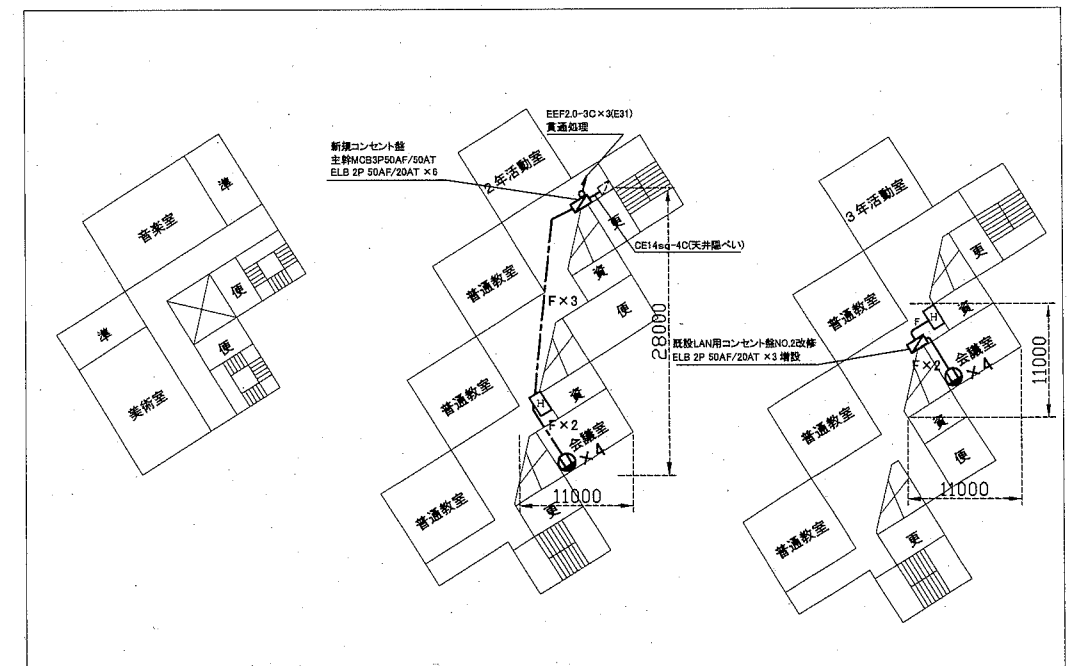 準
音楽室
便
準
便
美術室
EEF2.0-3C×3(E31)
貫通処理
新規コンセント盤
主幹MCB3P50AF/50AT
ELB 2P 50AF/20AT ×6
2年活動室
更
CE14sq-4C(天井隠ぺい)
普通教室
資
F×3
便
28000
普通教室
H
資
F×2
会議室
×4
11000
普通教室
更
3年活動室
更
普通教室
資
F
H
既設LAN用コンセント盤NO.2改修
ELB 2P 50AF/20AT ×3 増設
会議室
F×2
×4
11000
普通教室
資
便
11000
普通教室
更